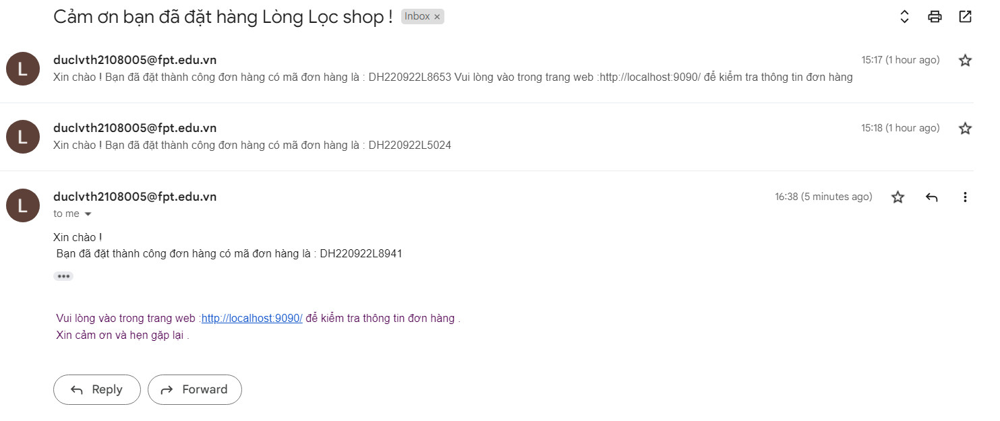 Cảm ơn bạn đã đặt hàng Lòng Lọc shop ! Inbox ×
L
duclvth2108005@fpt.edu.vn 15:17 (1 hour ago)
Xin chào ! Bạn đã đặt thành công đơn hàng có mã đơn hàng là : DH220922L8653 Vui lòng vào trong trang web :http://localhost:9090/ để kiểm tra thông tin đơn hàng
L
duclvth2108005@fpt.edu.vn 15:18 (1 hour ago)
Xin chào ! Bạn đã đặt thành công đơn hàng có mã đơn hàng là : DH220922L5024
L
duclvth2108005@fpt.edu.vn 16:38 (5 minutes ago)
to me
Xin chào !
Bạn đã đặt thành công đơn hàng có mã đơn hàng là : DH220922L8941
Vui lòng vào trong trang web :http://localhost:9090/ để kiểm tra thông tin đơn hàng .
Xin cảm ơn và hẹn gặp lại .
Reply Forward